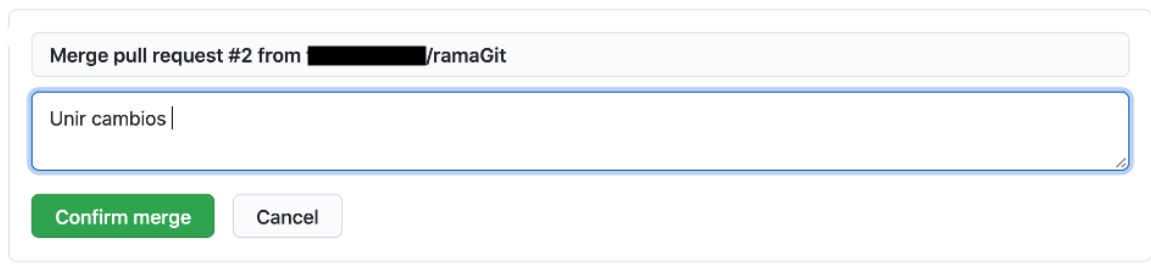 Merge pull request #2 from /ramaGit
Unir cambios
Confirm merge
Cancel